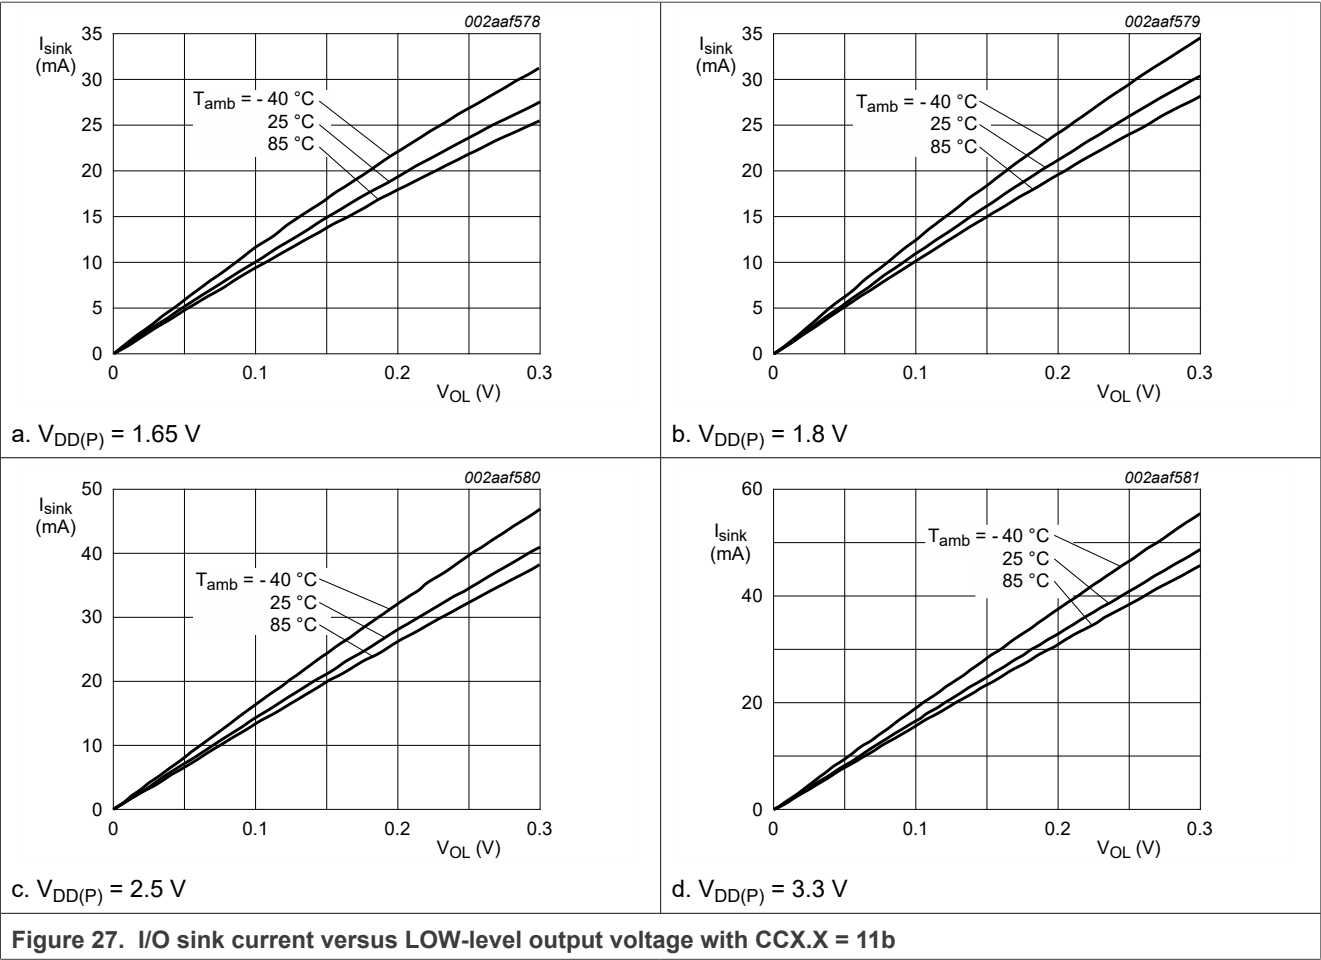 002aaf578
35
Isink
(mA)
30
25
20
15
10
5
0
Tamb = - 40 °C
25 °C
85 °C
0 0.1 0.2 0.3
VOL (V)
a. VDD(P) = 1.65 V
002aaf579
35
Isink
(mA)
30
25
20
15
10
5
0
Tamb = - 40 °C
25 °C
85 °C
0 0.1 0.2 0.3
VOL (V)
b. VDD(P) = 1.8 V
002aaf580
50
Isink
(mA)
40
30
20
10
0
Tamb = - 40 °C
25 °C
85 °C
0 0.1 0.2 0.3
VOL (V)
c. VDD(P) = 2.5 V
002aaf581
60
Isink
(mA)
40
20
0
Tamb = - 40 °C
25 °C
85 °C
0 0.1 0.2 0.3
VOL (V)
d. VDD(P) = 3.3 V
Figure 27. I/O sink current versus LOW-level output voltage with CCX.X = 11b